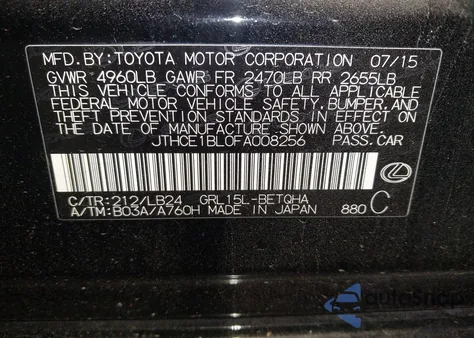 MFD.BY:TOYOTA MOTOR CORPORATION 07/15
GVWR 4960LB GAWR FR 2470LB RR 2655LB
THIS VEHICLE CONFORMS TO ALL APPLICABLE
FEDERAL MOTOR VEHICLE SAFETY,BUMPER,AND
THEFT PREVENTION STANDARDS IN EFFECT ON
THE DATE OF MANUFACTURE SHOWN ABOVE.
JTHCE1BL0FA008256 PASS.CAR
C/TR:212/LB24 GRL15L-BETQHA
A/TM:B03A/A760H MADE IN JAPAN 880 C
autosnap